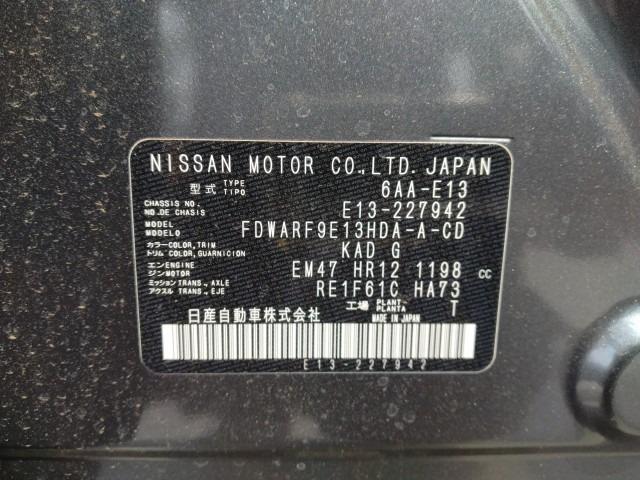 NISSAN MOTOR CO.,LTD. JAPAN
型式 TYPE TIPO 6AA-E13
CHASSIS NO. NO.DE CHASIS E13-227942
MODEL MODELO FDWARF9E13HDA-A-CD
カラー COLOR, TRIM トリム COLOR, GUARNICION KAD G
エンジン ENGINE MOTOR EM47 HR12 1198 cc
ミッション TRANS., AXLE アクスル TRANS., EJE RE1F61C HA73
工場 PLANT PLANTA T
日産自動車株式会社 MADE IN JAPAN
E13-227942